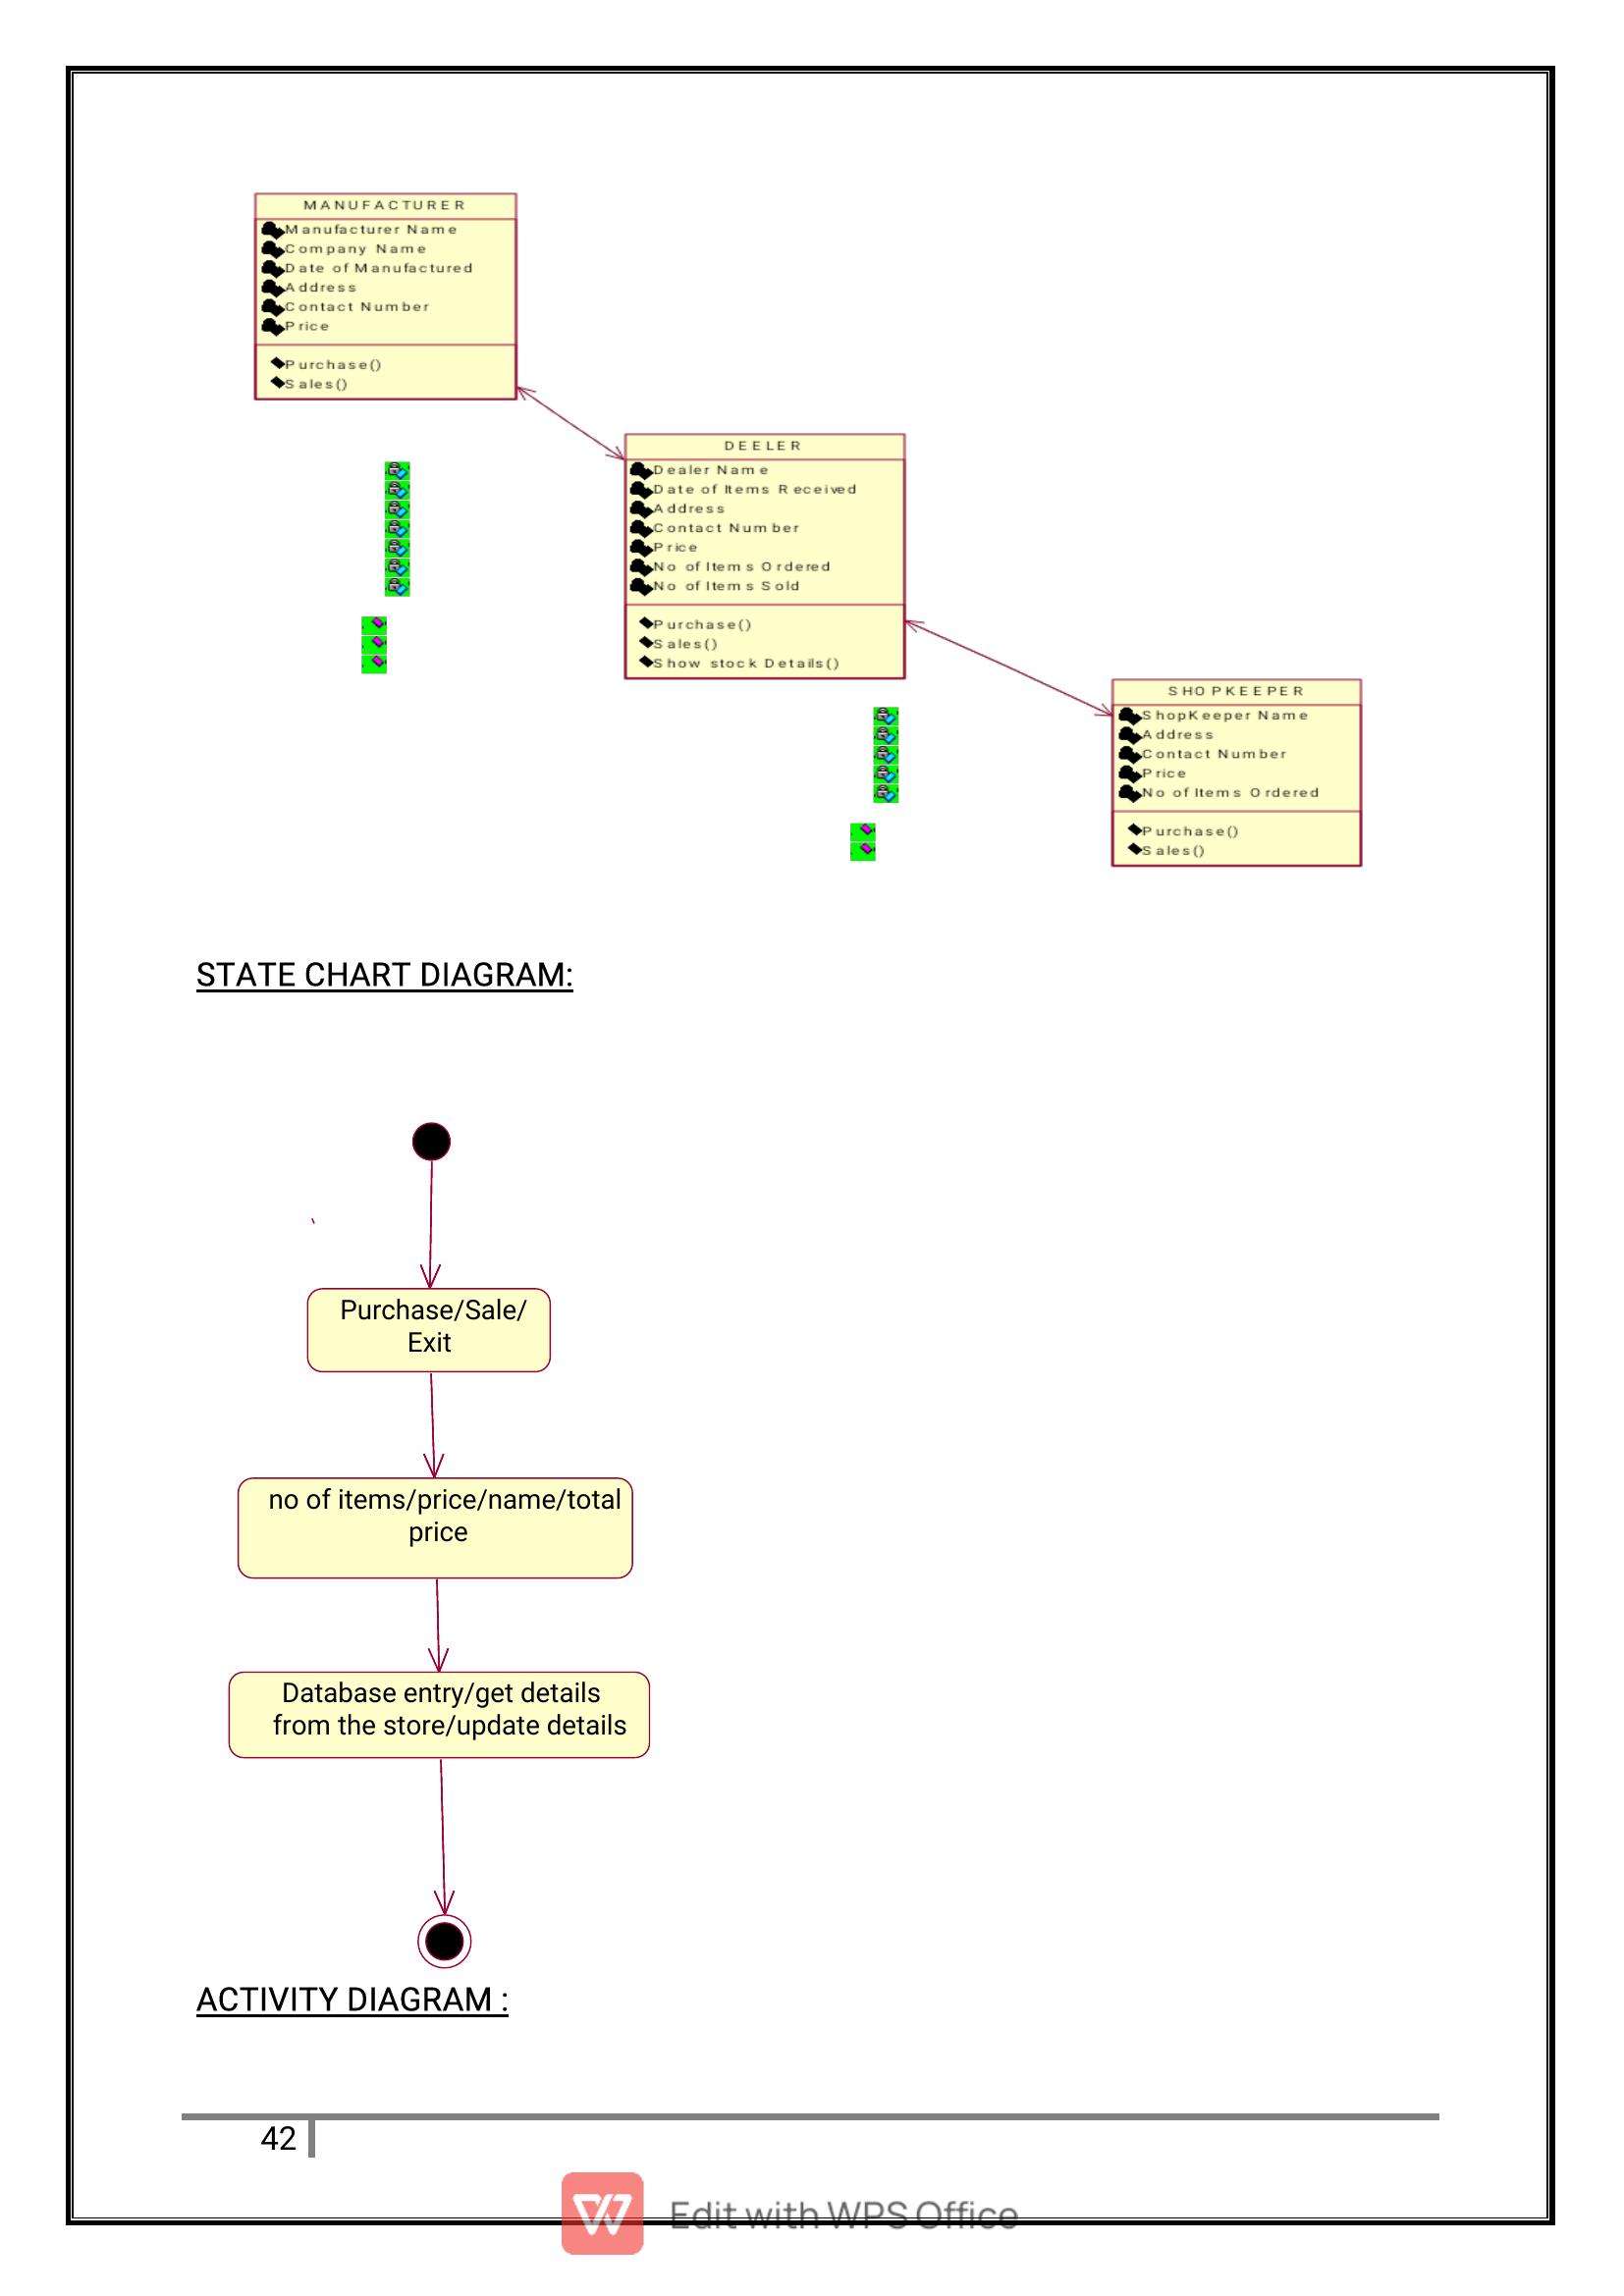 MANUFACTURER
Manufacturer Name
Company Name
Date of Manufactured
Address
Contact Number
Price
Purchase()
Sales()
DEELER
Dealer Name
Date of Items Received
Address
Contact Number
Price
No of Items Ordered
No of Items Sold
Purchase()
Sales()
Show stock Details()
SHOPKEEPER
ShopKeeper Name
Address
Contact Number
Price
No of Items Ordered
Purchase()
Sales()
STATE CHART DIAGRAM:
Purchase/Sale/
Exit
no of items/price/name/total
price
Database entry/get details
from the store/update details
ACTIVITY DIAGRAM :
42
Edit with WPS Office